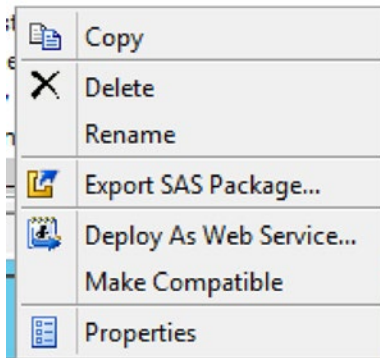 Copy
Delete
Rename
Export SAS Package...
Deploy As Web Service...
Make Compatible
Properties